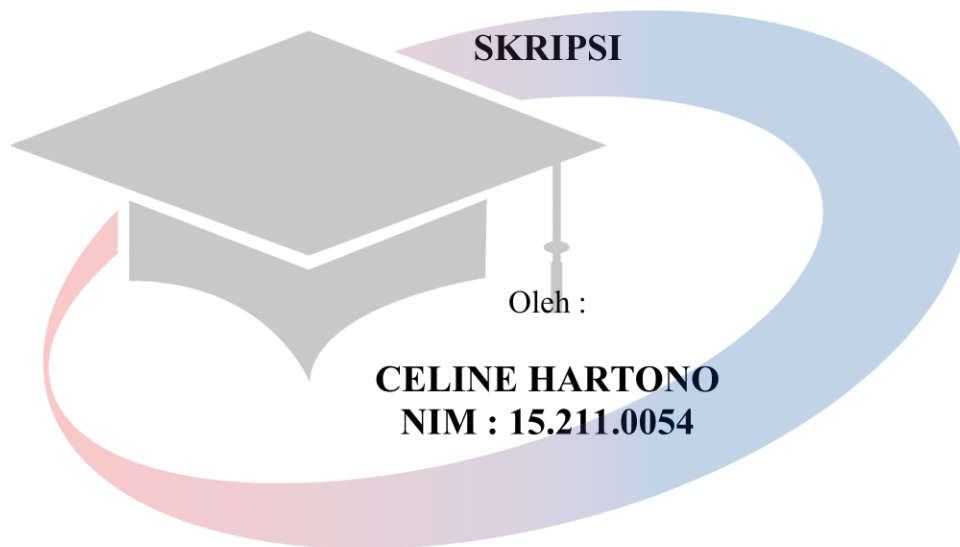 SKRIPSI
Oleh :
CELINE HARTONO
NIM : 15.211.0054